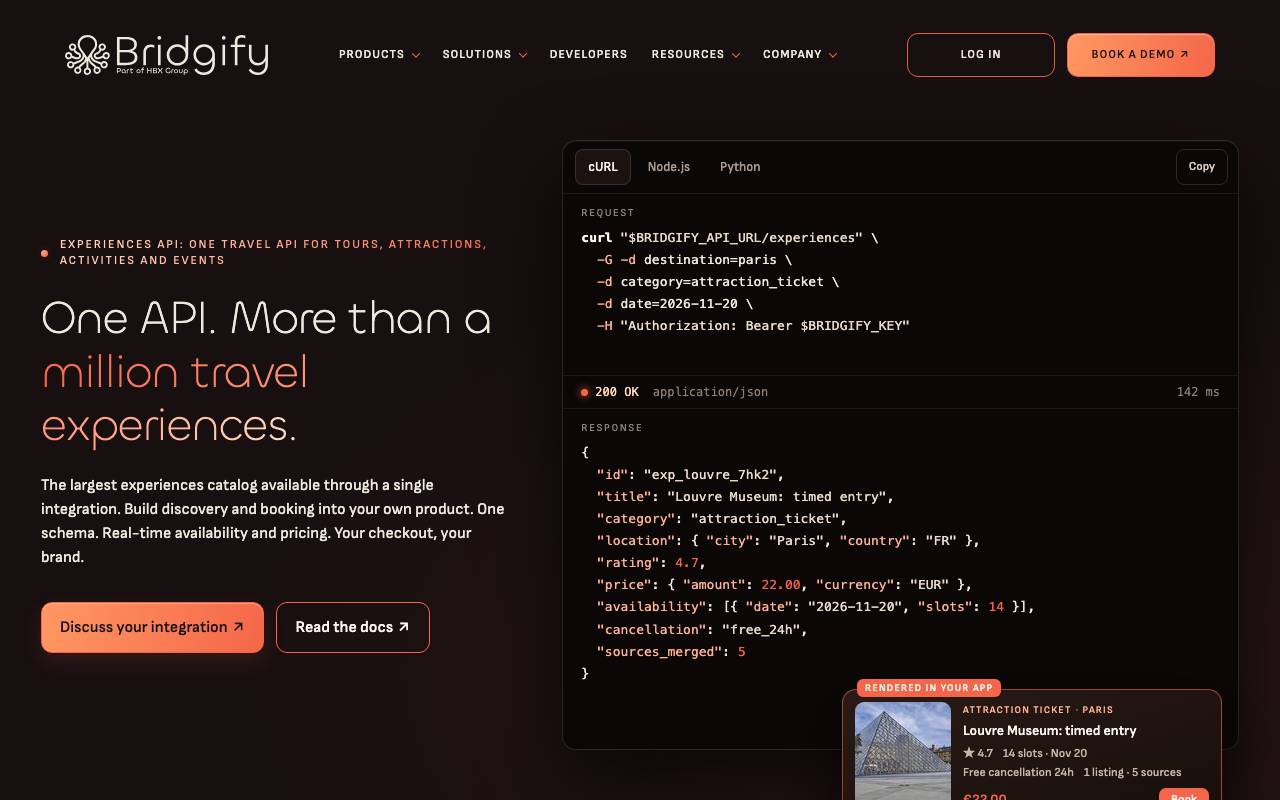 Bridgify
Part of HBX Group
PRODUCTS
SOLUTIONS
DEVELOPERS
RESOURCES
COMPANY
LOG IN
BOOK A DEMO ↗
EXPERIENCES API: ONE TRAVEL API FOR TOURS, ATTRACTIONS,
ACTIVITIES AND EVENTS
One API. More than a
million travel
experiences.
The largest experiences catalog available through a single
integration. Build discovery and booking into your own product. One
schema. Real-time availability and pricing. Your checkout, your
brand.
Discuss your integration ↗
Read the docs ↗
cURL
Node.js
Python
Copy
REQUEST
curl "$BRIDGIFY_API_URL/experiences" \
  -G -d destination=paris \
  -d category=attraction_ticket \
  -d date=2026-11-20 \
  -H "Authorization: Bearer $BRIDGIFY_KEY"
200 OK application/json 142 ms
RESPONSE
{
  "id": "exp_louvre_7hk2",
  "title": "Louvre Museum: timed entry",
  "category": "attraction_ticket",
  "location": { "city": "Paris", "country": "FR" },
  "rating": 4.7,
  "price": { "amount": 22.00, "currency": "EUR" },
  "availability": [{ "date": "2026-11-20", "slots": 14 }],
  "cancellation": "free_24h",
  "sources_merged": 5
}
RENDERED IN YOUR APP
ATTRACTION TICKET · PARIS
Louvre Museum: timed entry
★ 4.7 14 slots · Nov 20
Free cancellation 24h 1 listing · 5 sources
€22.00
Book